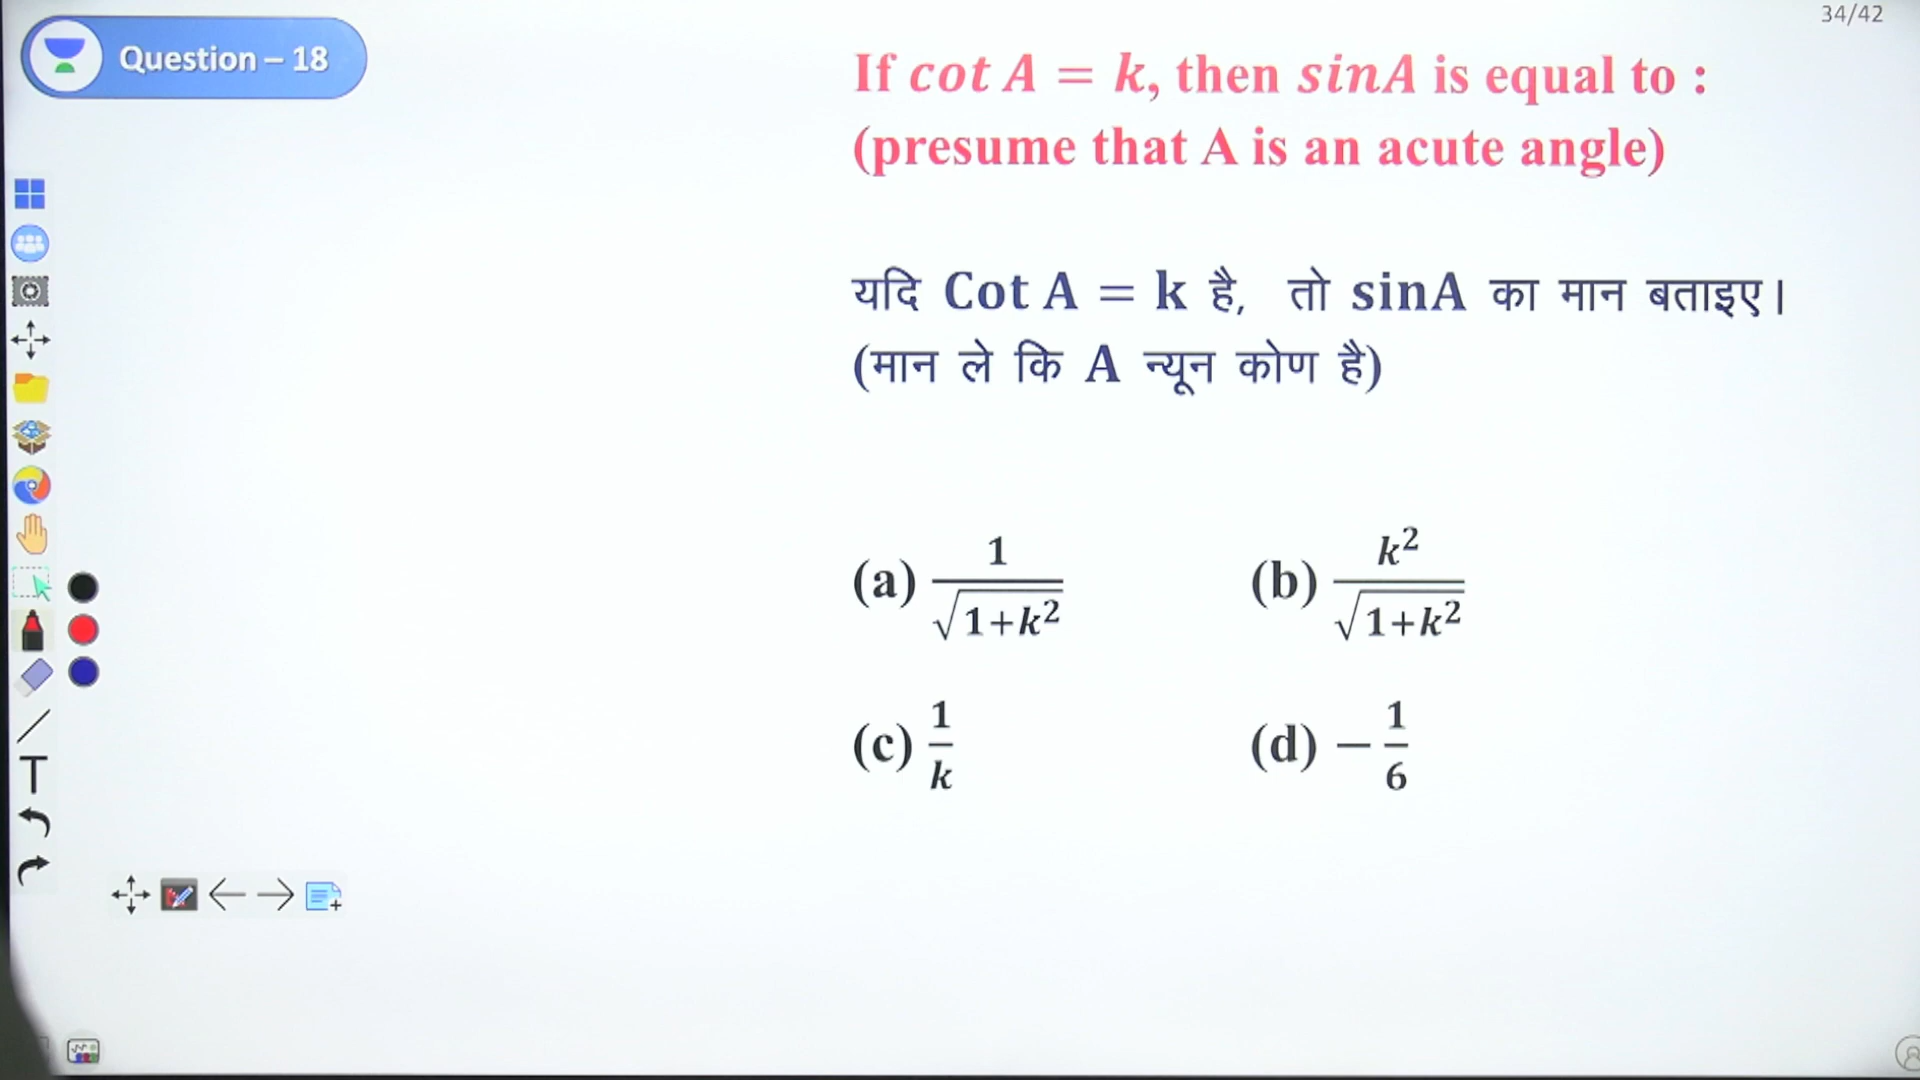 34/42
Question – 18
If cot A = k, then sinA is equal to :
(presume that A is an acute angle)
यदि Cot A = k है, तो sinA का मान बताइए।
(मान ले कि A न्यून कोण है)
(a) 1/√(1+k²) (b) k²/√(1+k²)
(c) 1/k (d) −1/6
T